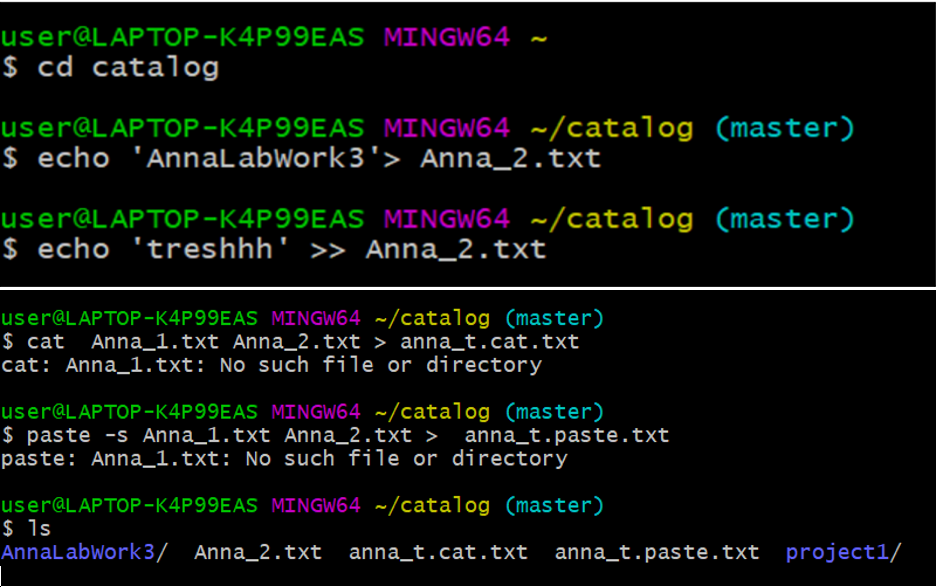 user@LAPTOP-K4P99EAS MINGW64 ~
$ cd catalog
user@LAPTOP-K4P99EAS MINGW64 ~/catalog (master)
$ echo 'AnnaLabWork3'> Anna_2.txt
user@LAPTOP-K4P99EAS MINGW64 ~/catalog (master)
$ echo 'treshhh' >> Anna_2.txt
user@LAPTOP-K4P99EAS MINGW64 ~/catalog (master)
$ cat  Anna_1.txt Anna_2.txt > anna_t.cat.txt
cat: Anna_1.txt: No such file or directory
user@LAPTOP-K4P99EAS MINGW64 ~/catalog (master)
$ paste -s Anna_1.txt Anna_2.txt >  anna_t.paste.txt
paste: Anna_1.txt: No such file or directory
user@LAPTOP-K4P99EAS MINGW64 ~/catalog (master)
$ ls
AnnaLabWork3/  Anna_2.txt  anna_t.cat.txt  anna_t.paste.txt  project1/